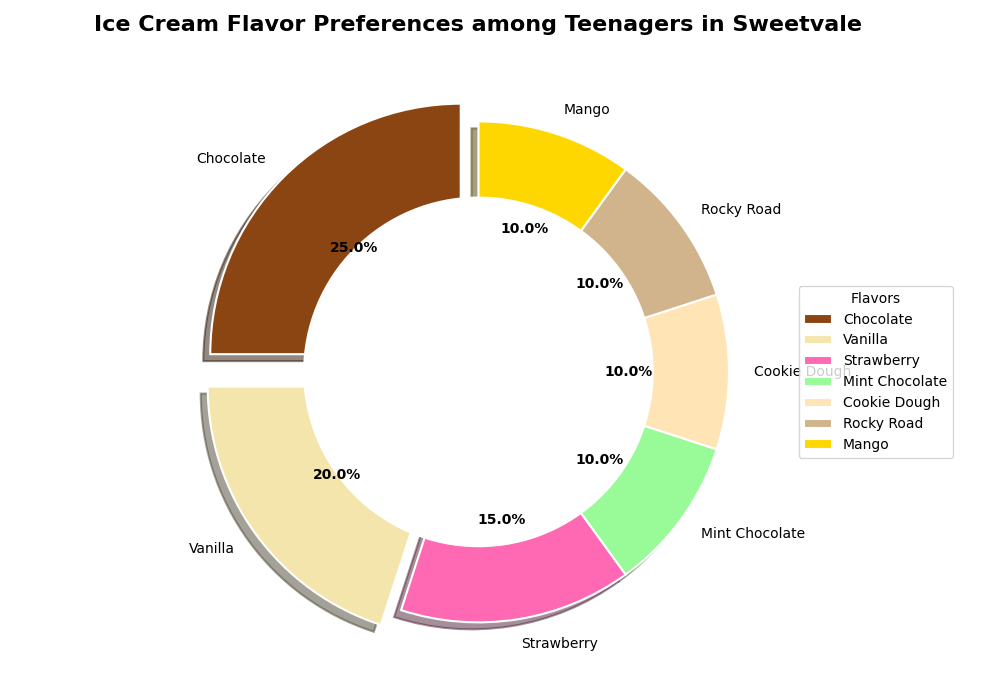 Ice Cream Flavor Preferences among Teenagers in Sweetvale
Mango
Chocolate
Rocky Road
10.0%
25.0%
10.0%
Flavors
Chocolate
Vanilla
Strawberry
Mint Chocolate
Cookie Dough
Rocky Road
Mango
10.0%
Cookie Dough
10.0%
20.0%
15.0%
Mint Chocolate
Vanilla
Strawberry